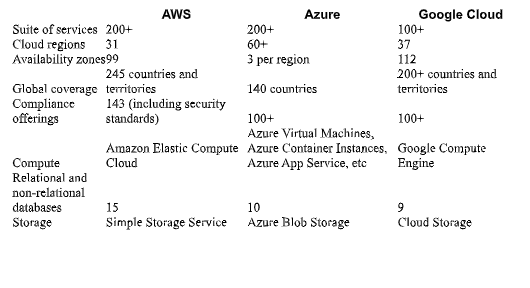 AWS Azure Google Cloud
Suite of services 200+ 200+ 100+
Cloud regions 31 60+ 37
Availability zones 99 3 per region 112
245 countries and 200+ countries and
Global coverage territories 140 countries territories
Compliance 143 (including security
offerings standards) 100+ 100+
Azure Virtual Machines,
Amazon Elastic Compute Azure Container Instances, Google Compute
Compute Cloud Azure App Service, etc Engine
Relational and
non-relational
databases 15 10 9
Storage Simple Storage Service Azure Blob Storage Cloud Storage